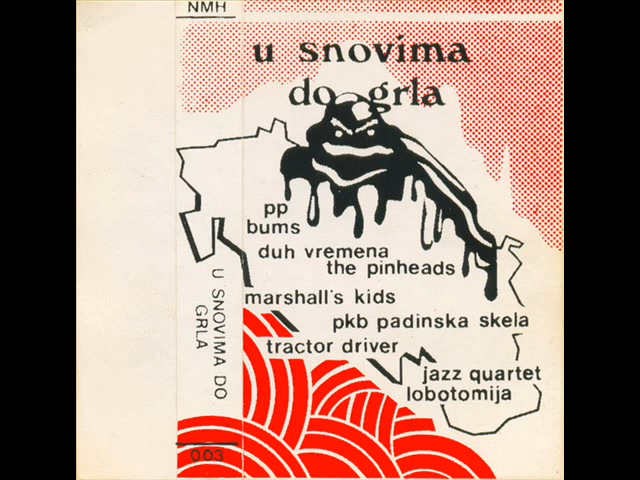 NMH
U SNOVIMA DO
GRLA
003
u snovima
do grla
pp
bums
duh vremena
the pinheads
marshall's kids
pkb padinska skela
tractor driver
jazz quartet
lobotomija